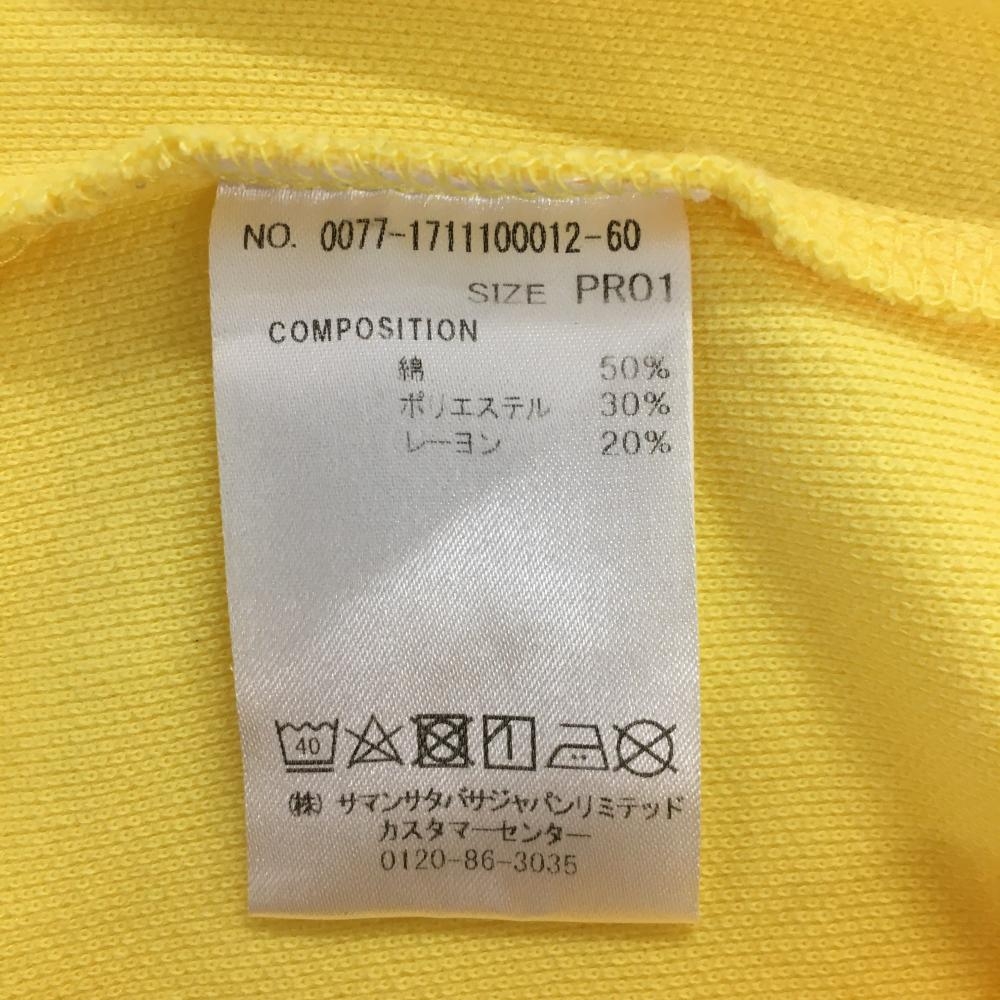 NO. 0077-1711100012-60
SIZE PR01
COMPOSITION
綿 50%
ポリエステル 30%
レーヨン 20%
40
(株) サマンサタバサジャパンリミテッド
カスタマーセンター
0120-86-3035